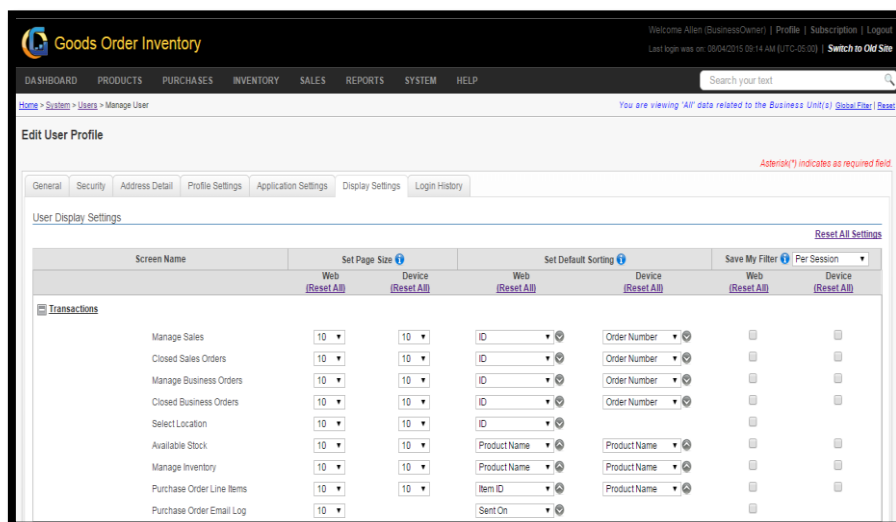 Welcome Allen (BusinessOwner) | Profile | Subscription | Logout
Goods Order Inventory
Last login was on: 08/04/2015 09:14 AM (UTC-05:00) | Switch to Old Site
DASHBOARD PRODUCTS PURCHASES INVENTORY SALES REPORTS SYSTEM HELP Search your text
Home > System > Users > Manage User You are viewing 'All' data related to the Business Unit(s) Global Filter | Reset
Edit User Profile
Asterisk(*) indicates as required field.
General Security Address Detail Profile Settings Application Settings Display Settings Login History
User Display Settings
Reset All Settings
Screen Name Set Page Size Set Default Sorting Save My Filter Per Session
Web Device Web Device Web Device
(Reset All) (Reset All) (Reset All) (Reset All) (Reset All) (Reset All)
Transactions
Manage Sales 10 10 ID Order Number
Closed Sales Orders 10 10 ID Order Number
Manage Business Orders 10 10 ID Order Number
Closed Business Orders 10 10 ID Order Number
Select Location 10 ID
Available Stock 10 10 Product Name Product Name
Manage Inventory 10 10 Product Name Product Name
Purchase Order Line Items 10 10 Item ID Product Name
Purchase Order Email Log 10 Sent On